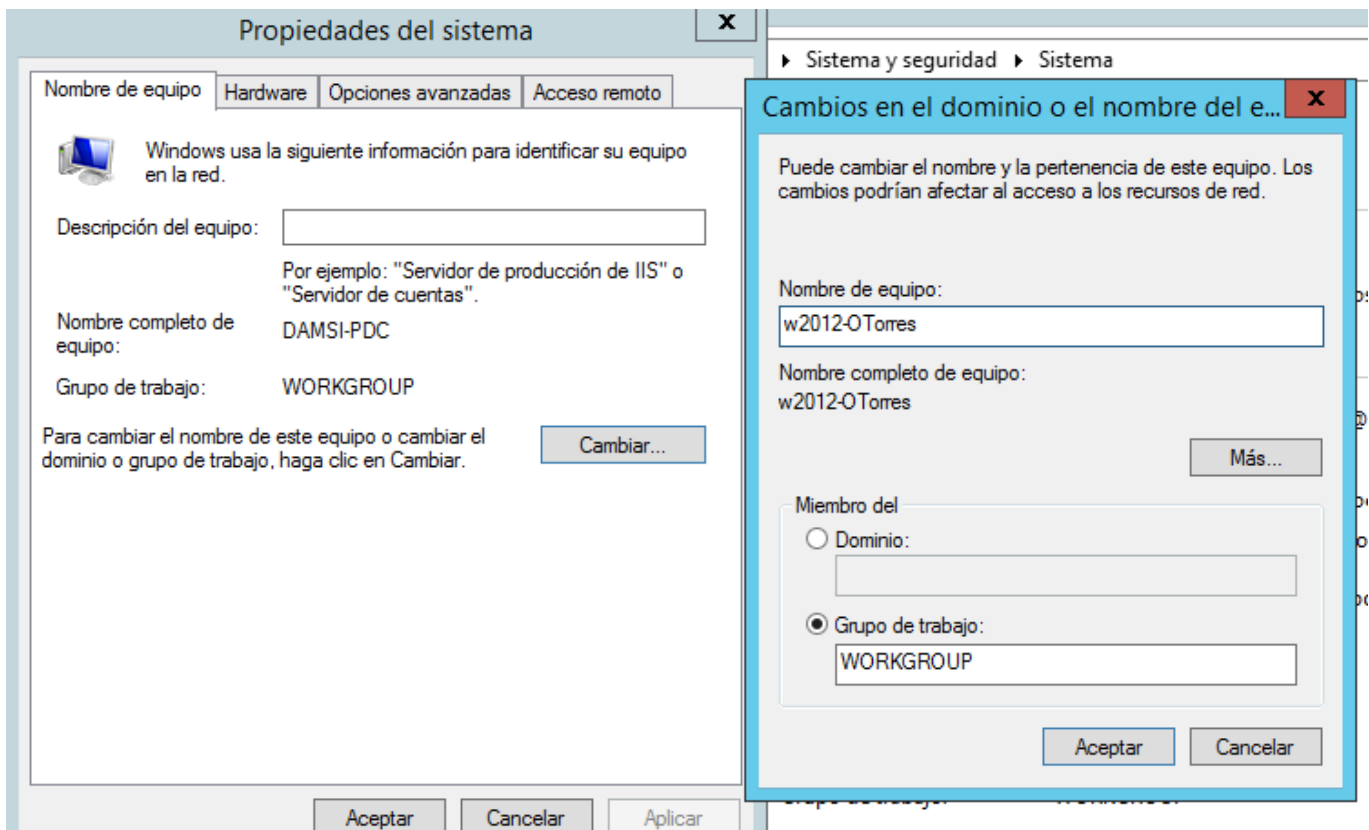 Propiedades del sistema
x
Nombre de equipo
Hardware
Opciones avanzadas
Acceso remoto
Windows usa la siguiente información para identificar su equipo
en la red.
Descripción del equipo:
Por ejemplo: "Servidor de producción de IIS" o
"Servidor de cuentas".
Nombre completo de
equipo:
DAMSI-PDC
Grupo de trabajo:
WORKGROUP
Para cambiar el nombre de este equipo o cambiar el
dominio o grupo de trabajo, haga clic en Cambiar.
Cambiar...
Aceptar
Cancelar
Aplicar
Sistema y seguridad
Sistema
Cambios en el dominio o el nombre del e...
x
Puede cambiar el nombre y la pertenencia de este equipo. Los
cambios podrían afectar al acceso a los recursos de red.
Nombre de equipo:
w2012-OTorres
Nombre completo de equipo:
w2012-OTorres
Más...
Miembro del
Dominio:
Grupo de trabajo:
WORKGROUP
Aceptar
Cancelar